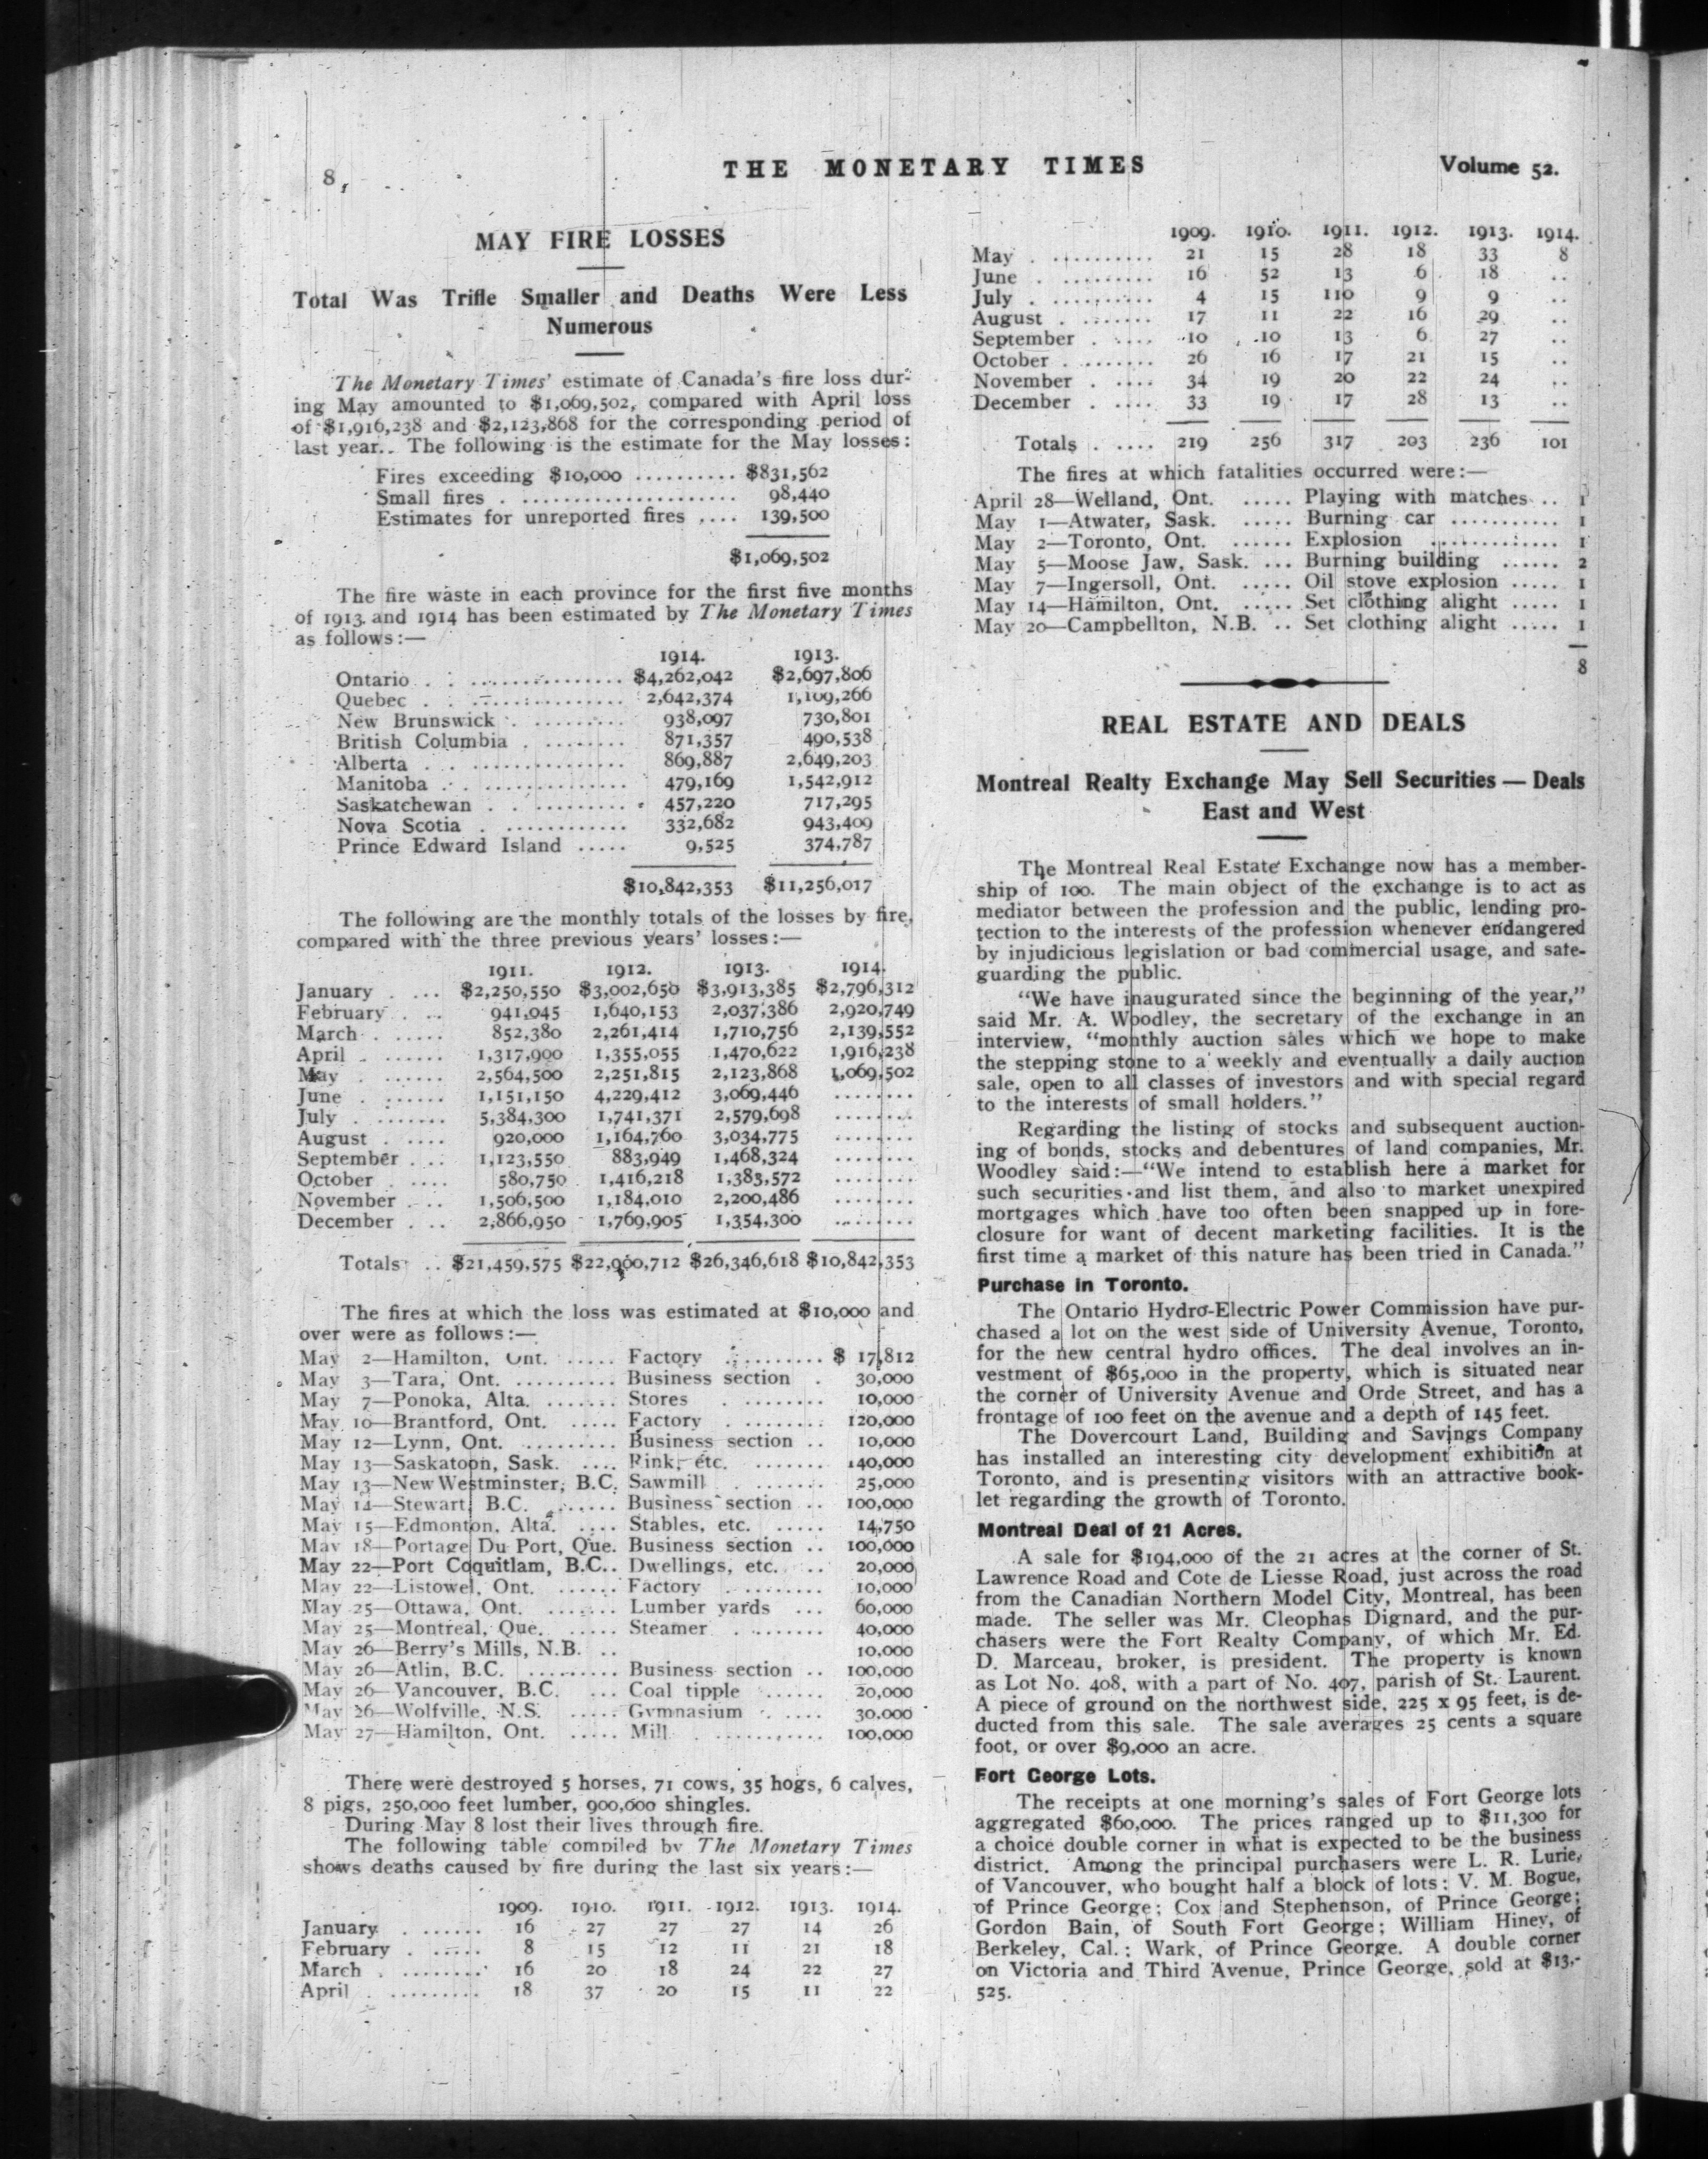 8
THE MONETARY TIMES
Volume 52.
MAY FIRE LOSSES
Total Was Trifle Smaller and Deaths Were Less
Numerous
The Monetary Times' estimate of Canada's fire loss dur-
ing May amounted to $1,069,502, compared with April loss
of $1,916,238 and $2,123,868 for the corresponding period of
last year. The following is the estimate for the May losses:
Fires exceeding $10,000 .......... $831,562
Small fires . ..................... 98,440
Estimates for unreported fires .... 139,500
$1,069,502
The fire waste in each province for the first five months
of 1913 and 1914 has been estimated by The Monetary Times
as follows:—
1914. 1913.
Ontario . . ............... $4,262,042 $2,697,806
Quebec . . ............... 2,642,374 1,109,266
New Brunswick . ......... 938,097 730,801
British Columbia . ........ 871,357 490,538
Alberta . . ............... 869,887 2,649,203
Manitoba . . .............. 479,169 1,542,912
Saskatchewan . . ......... 457,220 717,295
Nova Scotia . ............ 332,682 943,409
Prince Edward Island ..... 9,525 374,787
$10,842,353 $11,256,017
The following are the monthly totals of the losses by fire,
compared with the three previous years' losses:—
1911. 1912. 1913. 1914.
January . ... $2,250,550 $3,002,650 $3,913,385 $2,796,312
February . ... 941,045 1,640,153 2,037,386 2,920,749
March . ..... 852,380 2,261,414 1,710,756 2,139,552
April . ...... 1,317,900 1,355,055 1,470,622 1,916,238
May . ...... 2,564,500 2,251,815 2,123,868 1,069,502
June . ...... 1,151,150 4,229,412 3,069,446 ........
July . ....... 5,384,300 1,741,371 2,579,698 ........
August . .... 920,000 1,164,760 3,034,775 ........
September . .. 1,123,550 883,949 1,468,324 ........
October . .... 580,750 1,416,218 1,383,572 ........
November . .. 1,506,500 1,184,010 2,200,486 ........
December . .. 2,866,950 1,769,905 1,354,300 ........
Totals .. $21,459,575 $22,900,712 $26,346,618 $10,842,353
The fires at which the loss was estimated at $10,000 and
over were as follows:—
May 2—Hamilton, Ont. ..... Factory .......... $ 17,812
May 3—Tara, Ont. .......... Business section . 30,000
May 7—Ponoka, Alta. ....... Stores . ........ 10,000
May 10—Brantford, Ont. ..... Factory . ........ 120,000
May 12—Lynn, Ont. ......... Business section .. 10,000
May 13—Saskatoon, Sask. .... Rink, etc. ....... 140,000
May 13—New Westminster, B.C. Sawmill . ........ 25,000
May 14—Stewart, B.C. ....... Business section .. 100,000
May 15—Edmonton, Alta. .... Stables, etc. ..... 14,750
May 18—Portage Du Port, Que. Business section .. 100,000
May 22—Port Coquitlam, B.C.. Dwellings, etc. ... 20,000
May 22—Listowel, Ont. ...... Factory . ........ 10,000
May 25—Ottawa, Ont. ....... Lumber yards ... 60,000
May 25—Montreal, Que. ..... Steamer . ........ 40,000
May 26—Berry's Mills, N.B. .. 10,000
May 26—Atlin, B.C. ......... Business section .. 100,000
May 26—Vancouver, B.C. ... Coal tipple ...... 20,000
May 26—Wolfville, N.S. ..... Gymnasium . .... 30,000
May 27—Hamilton, Ont. ..... Mill . .......... 100,000
There were destroyed 5 horses, 71 cows, 35 hogs, 6 calves,
8 pigs, 250,000 feet lumber, 900,000 shingles.
During May 8 lost their lives through fire.
The following table compiled by The Monetary Times
shows deaths caused by fire during the last six years:—
1909. 1910. 1911. 1912. 1913. 1914.
January . ...... 16 27 27 27 14 26
February . ..... 8 15 12 11 21 18
March . ........ 16 20 18 24 22 27
April . ......... 18 37 20 15 11 22
1909. 1910. 1911. 1912. 1913. 1914.
May . .......... 21 15 28 18 33 8
June . ......... 16 52 13 6 18 ..
July . .......... 4 15 110 9 9 ..
August . ....... 17 11 22 16 29 ..
September . .... 10 10 13 6 27 ..
October . ....... 26 16 17 21 15 ..
November . .... 34 19 20 22 24 ..
December . .... 33 19 17 28 13 ..
Totals . .... 219 256 317 203 236 101
The fires at which fatalities occurred were:—
April 28—Welland, Ont. ..... Playing with matches .. 1
May 1—Atwater, Sask. ..... Burning car ........... 1
May 2—Toronto, Ont. ...... Explosion ............. 1
May 5—Moose Jaw, Sask. ... Burning building ...... 2
May 7—Ingersoll, Ont. ..... Oil stove explosion ..... 1
May 14—Hamilton, Ont. ..... Set clothing alight ..... 1
May 20—Campbellton, N.B. .. Set clothing alight ..... 1
8
REAL ESTATE AND DEALS
Montreal Realty Exchange May Sell Securities — Deals
East and West
The Montreal Real Estate Exchange now has a member-
ship of 100. The main object of the exchange is to act as
mediator between the profession and the public, lending pro-
tection to the interests of the profession whenever endangered
by injudicious legislation or bad commercial usage, and safe-
guarding the public.
"We have inaugurated since the beginning of the year,"
said Mr. A. Woodley, the secretary of the exchange in an
interview, "monthly auction sales which we hope to make
the stepping stone to a weekly and eventually a daily auction
sale, open to all classes of investors and with special regard
to the interests of small holders."
Regarding the listing of stocks and subsequent auction-
ing of bonds, stocks and debentures of land companies, Mr.
Woodley said:—"We intend to establish here a market for
such securities and list them, and also to market unexpired
mortgages which have too often been snapped up in fore-
closure for want of decent marketing facilities. It is the
first time a market of this nature has been tried in Canada."
Purchase in Toronto.
The Ontario Hydro-Electric Power Commission have pur-
chased a lot on the west side of University Avenue, Toronto,
for the new central hydro offices. The deal involves an in-
vestment of $65,000 in the property, which is situated near
the corner of University Avenue and Orde Street, and has a
frontage of 100 feet on the avenue and a depth of 145 feet.
The Dovercourt Land, Building and Savings Company
has installed an interesting city development exhibition at
Toronto, and is presenting visitors with an attractive book-
let regarding the growth of Toronto.
Montreal Deal of 21 Acres.
A sale for $194,000 of the 21 acres at the corner of St.
Lawrence Road and Cote de Liesse Road, just across the road
from the Canadian Northern Model City, Montreal, has been
made. The seller was Mr. Cleophas Dignard, and the pur-
chasers were the Fort Realty Company, of which Mr. Ed.
D. Marceau, broker, is president. The property is known
as Lot No. 408, with a part of No. 407, parish of St. Laurent.
A piece of ground on the northwest side, 225 x 95 feet, is de-
ducted from this sale. The sale averages 25 cents a square
foot, or over $9,000 an acre.
Fort George Lots.
The receipts at one morning's sales of Fort George lots
aggregated $60,000. The prices ranged up to $11,300 for
a choice double corner in what is expected to be the business
district. Among the principal purchasers were L. R. Lurie,
of Vancouver, who bought half a block of lots; V. M. Bogue,
of Prince George; Cox and Stephenson, of Prince George;
Gordon Bain, of South Fort George; William Hiney, of
Berkeley, Cal.; Wark, of Prince George. A double corner
on Victoria and Third Avenue, Prince George, sold at $13,-
525.